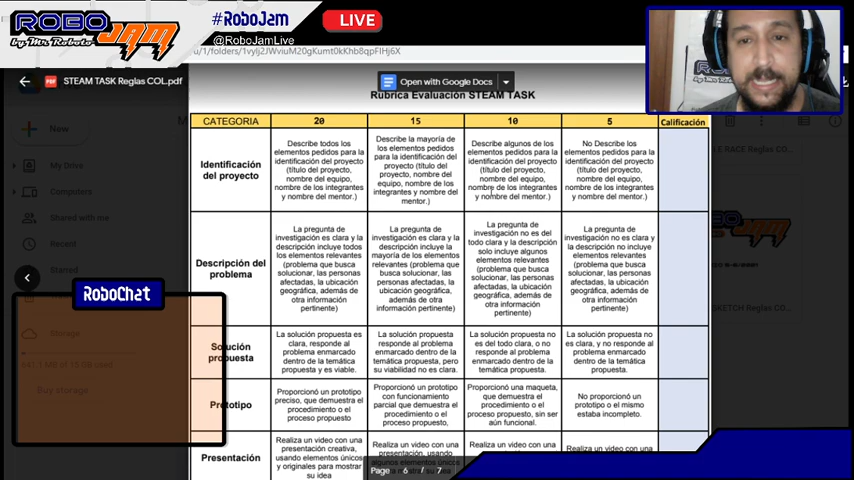 ROBO
JAM
by Mr Roboto
#RoboJam
@RoboJamLive
LIVE
u/1/folders/1vylj2JWviuM20gKumt0kKhb8qpFIHj6X
STEAM TASK Reglas COL.pdf
Open with Google Docs
Rubrica Evaluación STEAM TASK
CATEGORIA 20 15 10 5 Calificación
Identificación
del proyecto
Describe todos los
elementos pedidos para la
identificación del proyecto
(título del proyecto,
nombre del equipo,
nombre de los integrantes
y nombre del mentor.)
Describe la mayoría de
los elementos pedidos
para la identificación del
proyecto (título del
proyecto, nombre del
equipo, nombre de los
integrantes y nombre del
mentor.)
Describe algunos de los
elementos pedidos para la
identificación del proyecto
(título del proyecto,
nombre del equipo,
nombre de los integrantes
y nombre del mentor.)
No Describe los
elementos pedidos para la
identificación del proyecto
(título del proyecto,
nombre del equipo,
nombre de los integrantes
y nombre del mentor.)
Descripción del
problema
La pregunta de
investigación es clara y la
descripción incluye todos
los elementos relevantes
(problema que busca
solucionar, las personas
afectadas, la ubicación
geográfica, además de
otra información
pertinente)
La pregunta de
investigación es clara y la
descripción incluye la
mayoría de los elementos
relevantes (problema que
busca solucionar, las
personas afectadas, la
ubicación geográfica,
además de otra
información pertinente)
La pregunta de
investigación no es del
todo clara y la descripción
solo incluye algunos
elementos relevantes
(problema que busca
solucionar, las personas
afectadas, la ubicación
geográfica, además de
otra información
pertinente)
La pregunta de
investigación no es clara y
la descripción no incluye
elementos relevantes
(problema que busca
solucionar, las personas
afectadas, la ubicación
geográfica, además de
otra información
pertinente)
Solución
propuesta
La solución propuesta es
clara, responde al
problema enmarcado
dentro de la temática
propuesta y es viable.
La solución propuesta
responde al problema
enmarcado dentro de la
temática propuesta, pero
su viabilidad no es clara.
La solución propuesta no
es del todo clara, o no
responde al problema
enmarcado dentro de la
temática propuesta.
La solución propuesta no
es clara, y no responde al
problema enmarcado
dentro de la temática
propuesta.
Prototipo
Proporcionó un prototipo
preciso, que demuestra el
procedimiento o el
proceso propuesto
Proporcionó un prototipo
con funcionamiento
parcial que demuestra el
procedimiento o el
proceso propuesto,
Proporcionó una maqueta,
que demuestra el
procedimiento o el
proceso propuesto, sin ser
aún funcional.
No proporcionó un
prototipo o el mismo
estaba incompleto.
Presentación
Realiza un video con una
presentación creativa,
usando elementos únicos
y originales para mostrar
su idea
Realiza un video con una
presentación, usando
algunos elementos únicos
Realiza un video con una
Realiza un video con una
Page 6 / 7
New
My Drive
Computers
Shared with me
Recent
Starred
Storage
Buy storage
RoboChat
E RACE Reglas CO...
SKETCH Reglas CO...